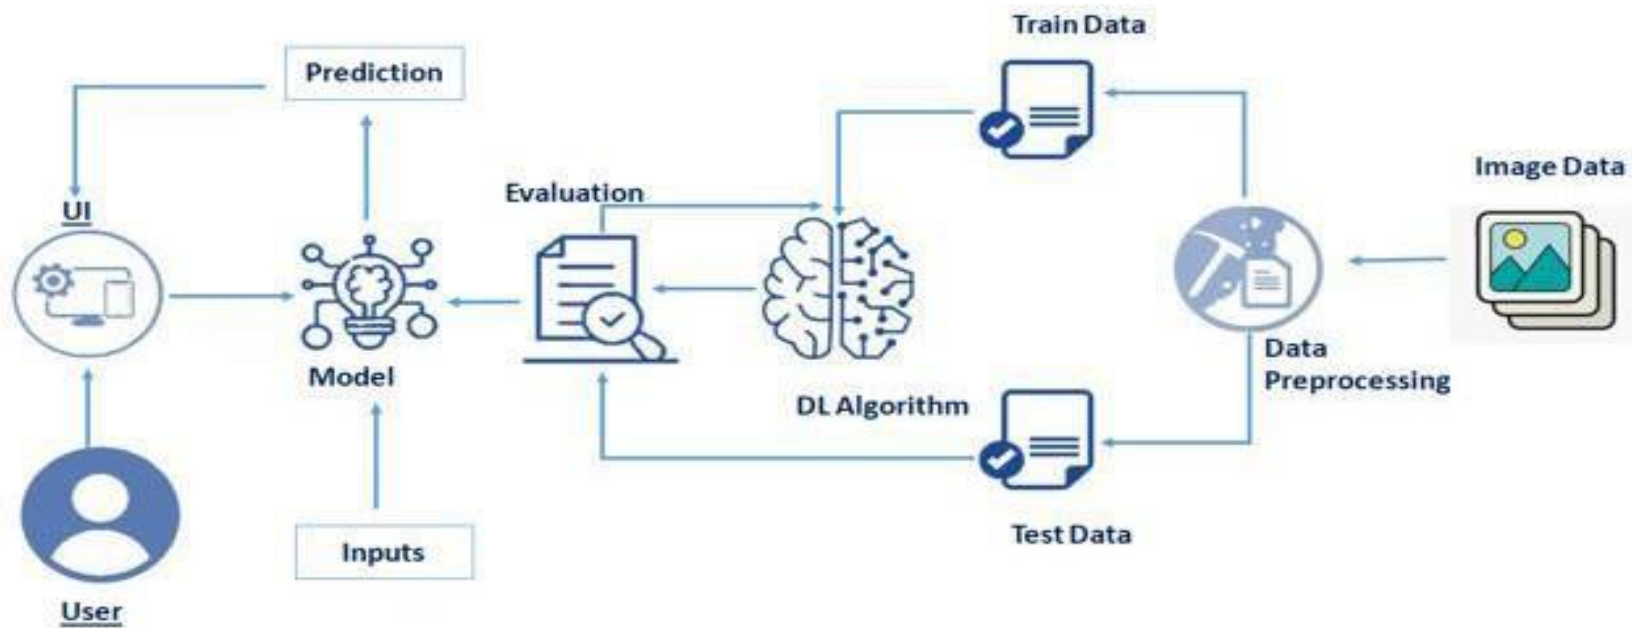 Train Data
Prediction
Image Data
Evaluation
UI
Data
Preprocessing
Model
DL Algorithm
Test Data
Inputs
User